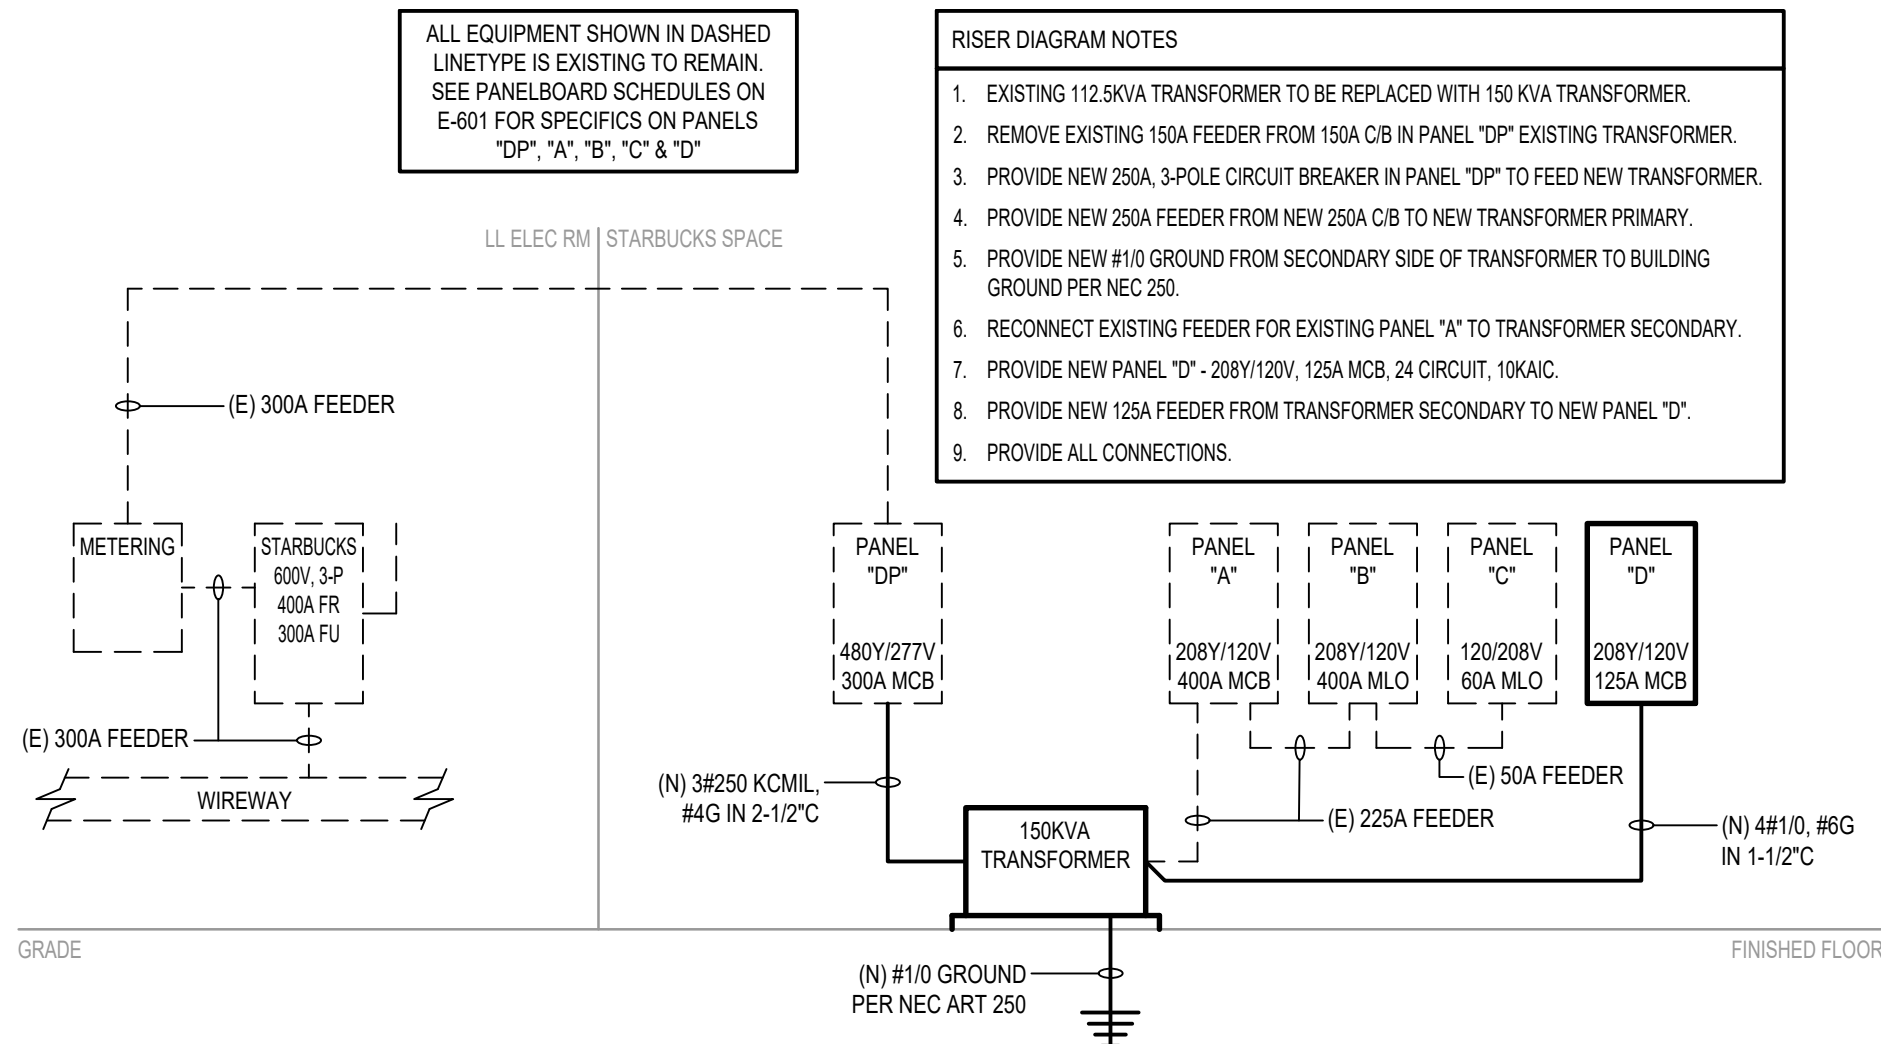 ALL EQUIPMENT SHOWN IN DASHED
LINETYPE IS EXISTING TO REMAIN.
SEE PANELBOARD SCHEDULES ON
E-601 FOR SPECIFICS ON PANELS
"DP", "A", "B", "C" & "D"
RISER DIAGRAM NOTES
1. EXISTING 112.5KVA TRANSFORMER TO BE REPLACED WITH 150 KVA TRANSFORMER.
2. REMOVE EXISTING 150A FEEDER FROM 150A C/B IN PANEL "DP" EXISTING TRANSFORMER.
3. PROVIDE NEW 250A, 3-POLE CIRCUIT BREAKER IN PANEL "DP" TO FEED NEW TRANSFORMER.
4. PROVIDE NEW 250A FEEDER FROM NEW 250A C/B TO NEW TRANSFORMER PRIMARY.
5. PROVIDE NEW #1/0 GROUND FROM SECONDARY SIDE OF TRANSFORMER TO BUILDING
GROUND PER NEC 250.
6. RECONNECT EXISTING FEEDER FOR EXISTING PANEL "A" TO TRANSFORMER SECONDARY.
7. PROVIDE NEW PANEL "D" - 208Y/120V, 125A MCB, 24 CIRCUIT, 10KAIC.
8. PROVIDE NEW 125A FEEDER FROM TRANSFORMER SECONDARY TO NEW PANEL "D".
9. PROVIDE ALL CONNECTIONS.
LL ELEC RM
STARBUCKS SPACE
(E) 300A FEEDER
METERING
STARBUCKS
600V, 3-P
400A FR
300A FU
(E) 300A FEEDER
WIREWAY
PANEL
"DP"
480Y/277V
300A MCB
PANEL
"A"
208Y/120V
400A MCB
PANEL
"B"
208Y/120V
400A MLO
PANEL
"C"
120/208V
60A MLO
PANEL
"D"
208Y/120V
125A MCB
(N) 3#250 KCMIL,
#4G IN 2-1/2"C
150KVA
TRANSFORMER
(E) 50A FEEDER
(E) 225A FEEDER
(N) 4#1/0, #6G
IN 1-1/2"C
GRADE
FINISHED FLOOR
(N) #1/0 GROUND
PER NEC ART 250